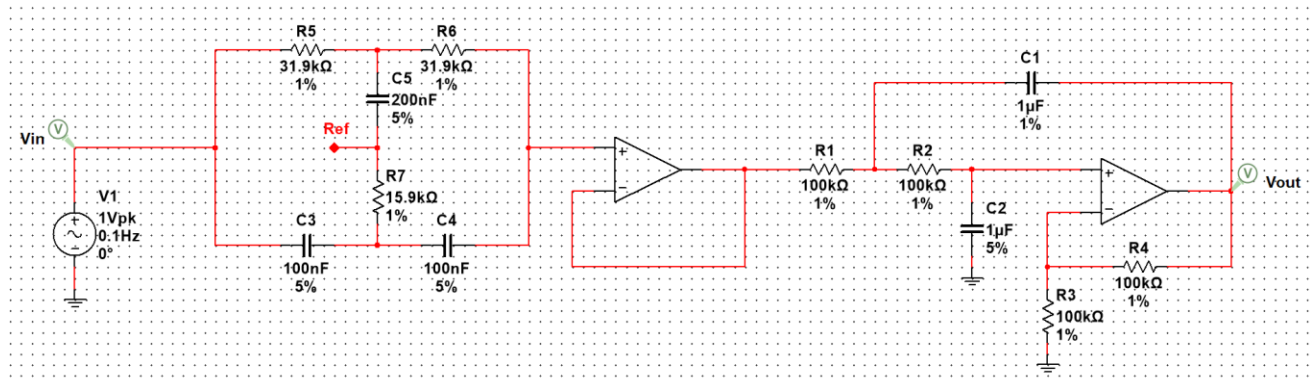 R5
31.9kΩ
1%
R6
31.9kΩ
1%
C5
200nF
5%
Ref
Vin
V
V1
1Vpk
0.1Hz
0°
R7
15.9kΩ
1%
C3
100nF
5%
C4
100nF
5%
+
−
R1
100kΩ
1%
R2
100kΩ
1%
C1
1µF
1%
C2
1µF
5%
+
−
V
Vout
R4
100kΩ
1%
R3
100kΩ
1%